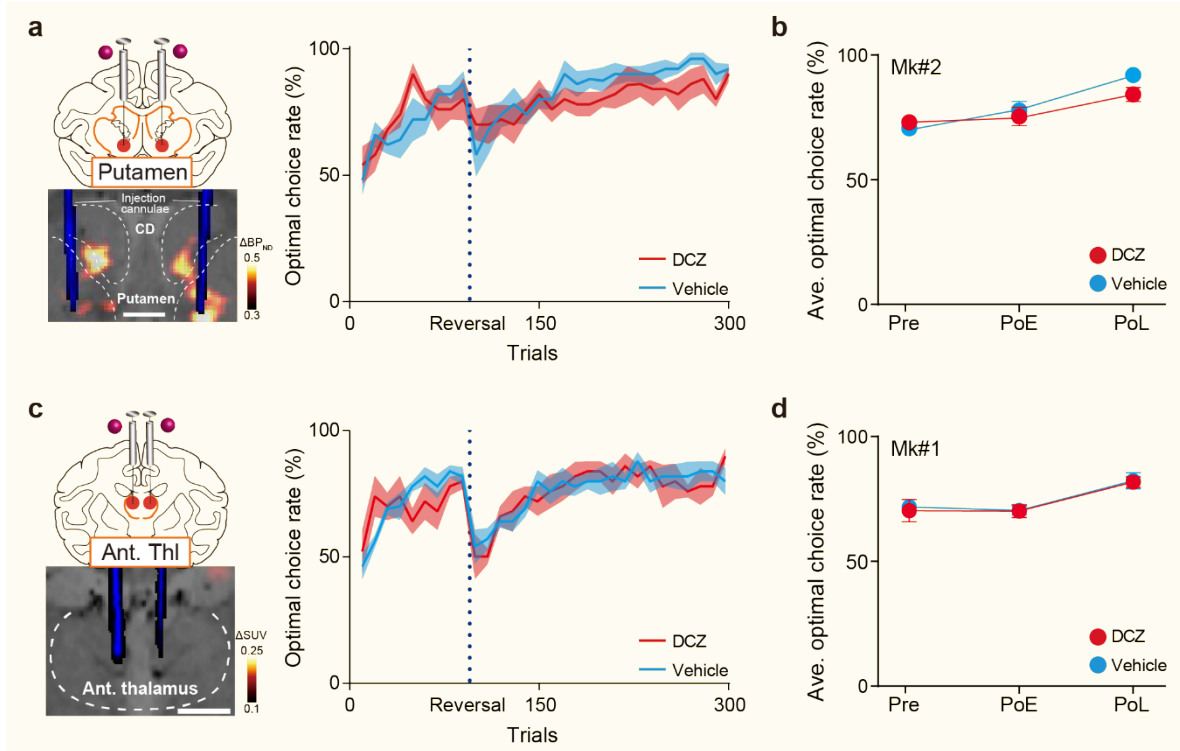 a
Putamen
Injection
cannulae
CD
Putamen
ΔBP_ND
0.5
0.3
Optimal choice rate (%)
100
50
0
0
Reversal
150
300
Trials
DCZ
Vehicle
b
Mk#2
Ave. optimal choice rate (%)
100
50
0
Pre
PoE
PoL
DCZ
Vehicle
c
Ant. Thl
Ant. thalamus
ΔSUV
0.25
0.1
Optimal choice rate (%)
100
50
0
0
Reversal
150
300
Trials
DCZ
Vehicle
d
Mk#1
Ave. optimal choice rate (%)
100
50
0
Pre
PoE
PoL
DCZ
Vehicle